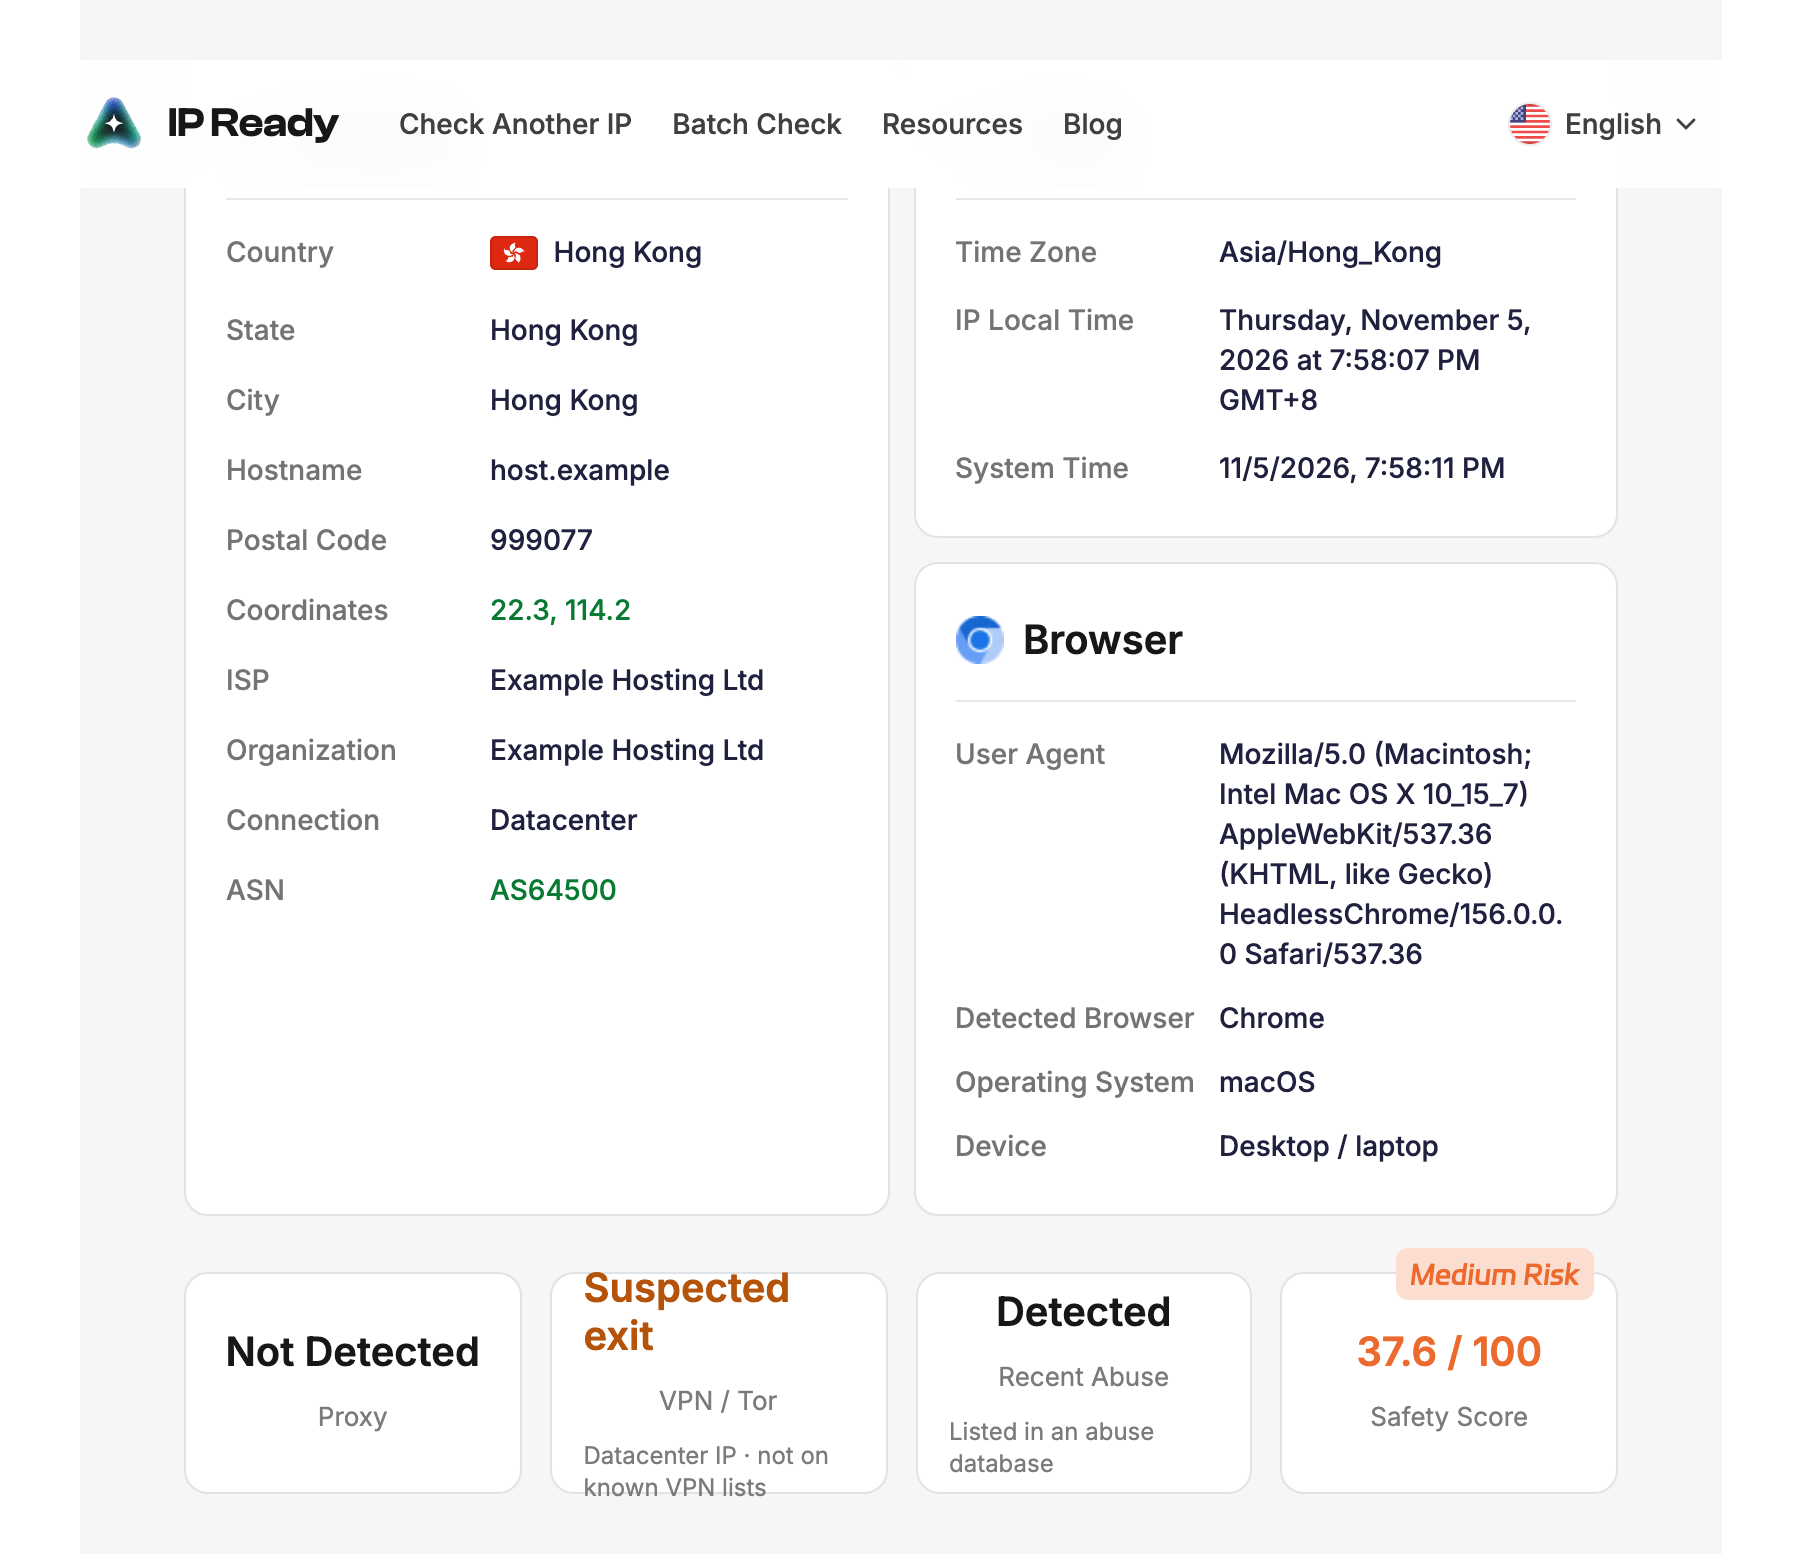 IP Ready
Check Another IP
Batch Check
Resources
Blog
English
Country
Hong Kong
State
Hong Kong
City
Hong Kong
Hostname
host.example
Postal Code
999077
Coordinates
22.3, 114.2
ISP
Example Hosting Ltd
Organization
Example Hosting Ltd
Connection
Datacenter
ASN
AS64500
Time Zone
Asia/Hong_Kong
IP Local Time
Thursday, November 5,
2026 at 7:58:07 PM
GMT+8
System Time
11/5/2026, 7:58:11 PM
Browser
User Agent
Mozilla/5.0 (Macintosh;
Intel Mac OS X 10_15_7)
AppleWebKit/537.36
(KHTML, like Gecko)
HeadlessChrome/156.0.0.
0 Safari/537.36
Detected Browser
Chrome
Operating System
macOS
Device
Desktop / laptop
Not Detected
Proxy
Suspected
exit
VPN / Tor
Datacenter IP · not on
known VPN lists
Detected
Recent Abuse
Listed in an abuse
database
Medium Risk
37.6 / 100
Safety Score